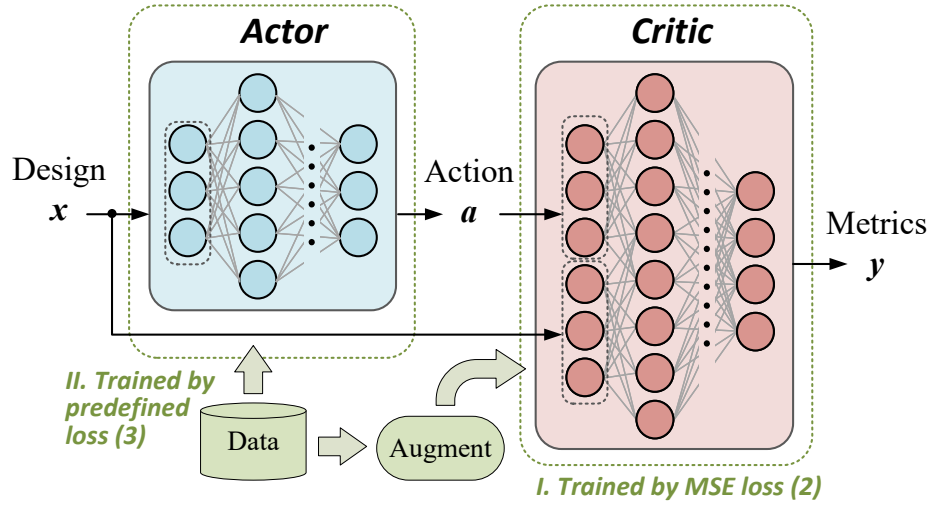 Actor
Critic
Design
x
Action
a
Metrics
y
II. Trained by
predefined
loss (3)
Data
Augment
I. Trained by MSE loss (2)